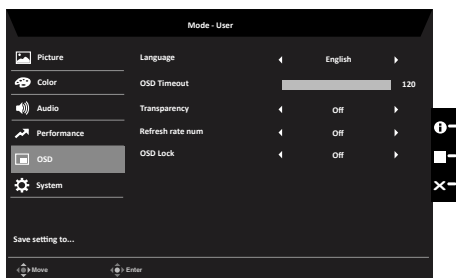 Mode - User
Picture
Color
Audio
Performance
OSD
System
Language English
OSD Timeout 120
Transparency Off
Refresh rate num Off
OSD Lock Off
Save setting to...
Move Enter